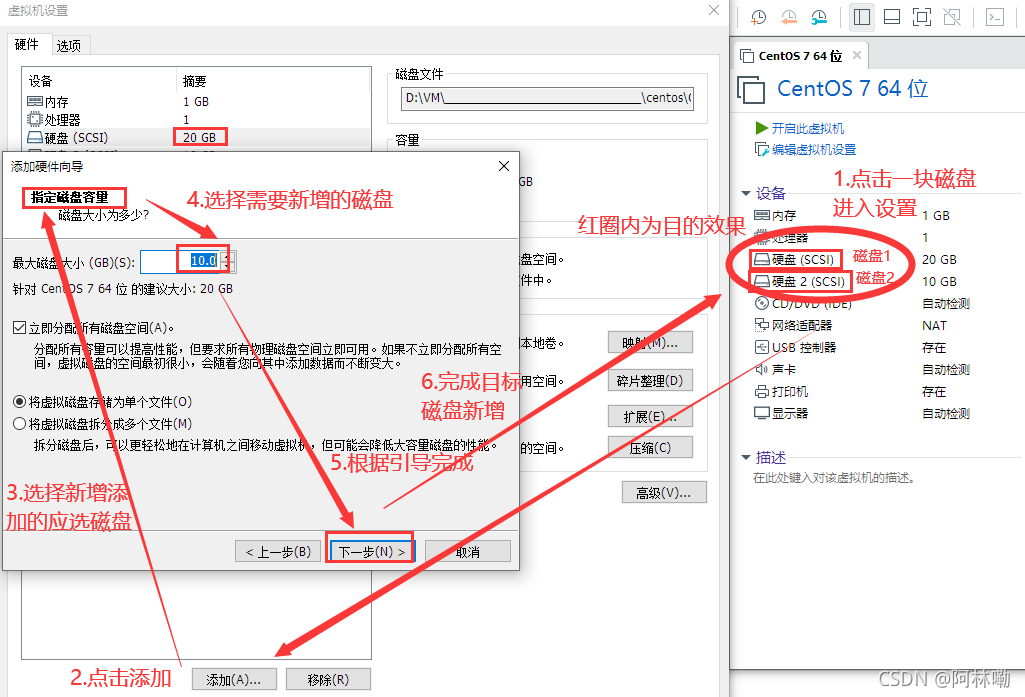 虚拟机设置
硬件
选项
设备
摘要
内存
1 GB
处理器
1
硬盘 (SCSI)
20 GB
磁盘文件
D:\VM\
\centos\
容量
GB
添加硬件向导
指定磁盘容量
磁盘大小为多少?
4.选择需要新增的磁盘
最大磁盘大小 (GB)(S):
10.0
针对 CentOS 7 64 位 的建议大小: 20 GB
立即分配所有磁盘空间(A)。
分配所有容量可以提高性能，但要求所有物理磁盘空间立即可用。如果不立即分配所有空
间，虚拟磁盘的空间最初很小，会随着您向其中添加数据而不断变大。
将虚拟磁盘存储为单个文件(O)
将虚拟磁盘拆分成多个文件(M)
拆分磁盘后，可以更轻松地在计算机之间移动虚拟机，但可能会降低大容量磁盘的性能。
5.根据引导完成
3.选择新增添
加的应选磁盘
< 上一步(B)
下一步(N) >
取消
盘空间。
件中。
本地卷。
映射(M)...
用空间。
碎片整理(D)
6.完成目标
磁盘新增
扩展(E)...
的空间。
压缩(C)
高级(V)...
2.点击添加
添加(A)...
移除(R)
CentOS 7 64 位
CentOS 7 64 位
开启此虚拟机
编辑虚拟机设置
1.点击一块磁盘
进入设置
红圈内为目的效果
设备
内存
1 GB
处理器
1
硬盘 (SCSI)
磁盘1
20 GB
硬盘 2 (SCSI)
磁盘2
10 GB
CD/DVD (IDE)
自动检测
网络适配器
NAT
USB 控制器
存在
声卡
自动检测
打印机
存在
显示器
自动检测
描述
在此处键入对该虚拟机的描述。
CSDN @阿秝嘞